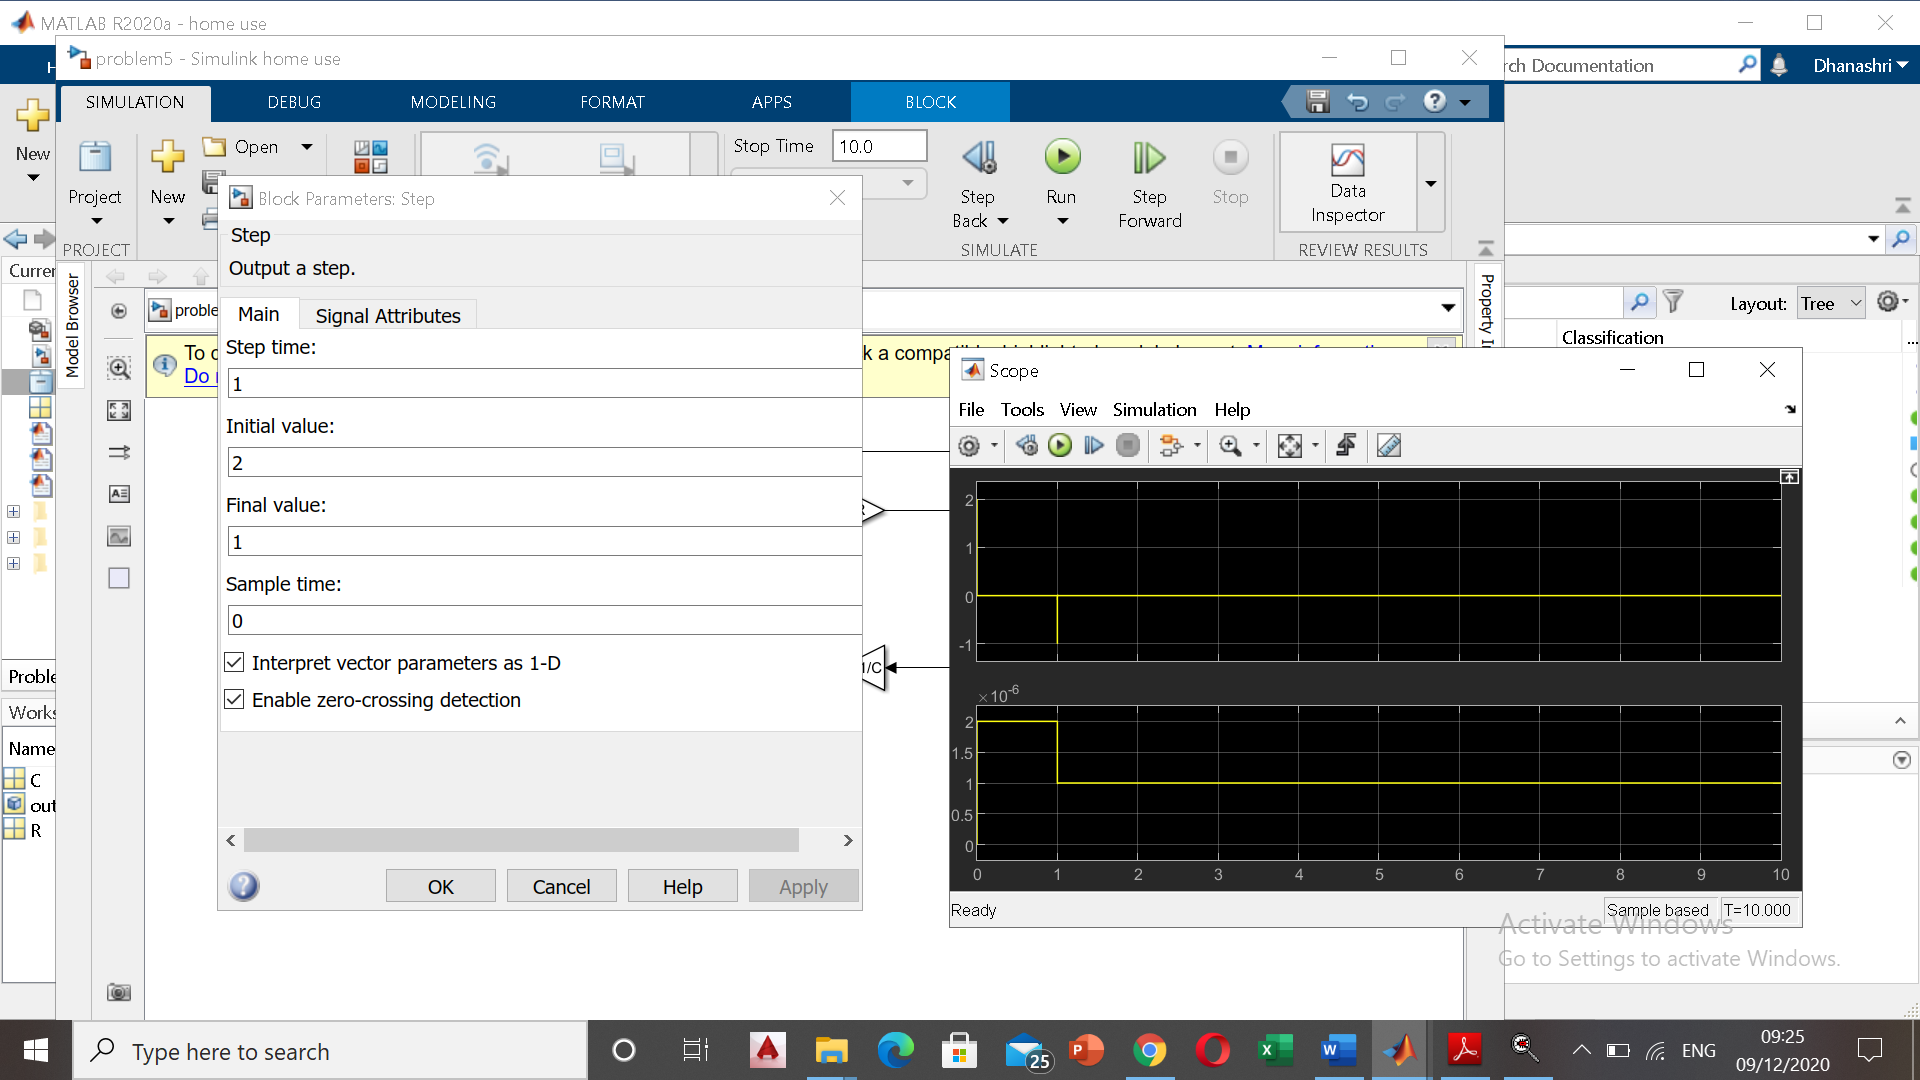 MATLAB R2020a - home use
problem5 - Simulink home use
Documentation
Dhanashri
SIMULATION DEBUG MODELING FORMAT APPS BLOCK
New
Project
New
Open
Stop Time 10.0
Step Back
Run
Step Forward
Stop
Data Inspector
PROJECT
SIMULATE
REVIEW RESULTS
Block Parameters: Step
Step
Output a step.
Main Signal Attributes
Step time:
1
Initial value:
2
Final value:
1
Sample time:
0
Interpret vector parameters as 1-D
Enable zero-crossing detection
OK Cancel Help Apply
Model Browser
Property
To
Do
a
More
1/C
Layout: Tree
Classification
...
Name
C
out
R
Scope
File Tools View Simulation Help
2
1
0
-1
×10-6
2
1.5
1
0.5
0
0 1 2 3 4 5 6 7 8 9 10
Ready
Sample based T=10.000
Activate Windows
Go to Settings to activate Windows.
Type here to search
25
ENG
09:25
09/12/2020